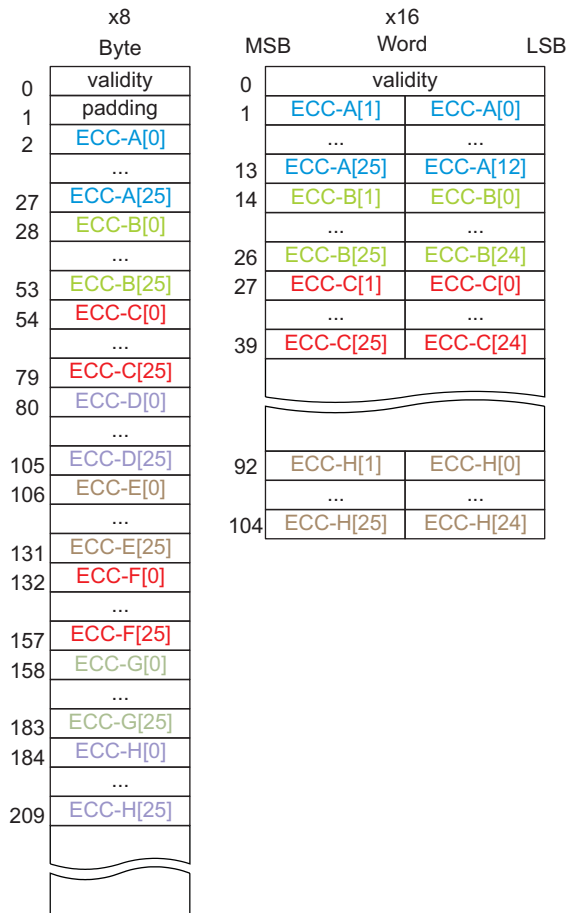 x8
Byte
0 validity
1 padding
2 ECC-A[0]
...
27 ECC-A[25]
28 ECC-B[0]
...
53 ECC-B[25]
54 ECC-C[0]
...
79 ECC-C[25]
80 ECC-D[0]
...
105 ECC-D[25]
106 ECC-E[0]
...
131 ECC-E[25]
132 ECC-F[0]
...
157 ECC-F[25]
158 ECC-G[0]
...
183 ECC-G[25]
184 ECC-H[0]
...
209 ECC-H[25]
x16
MSB Word LSB
0 validity
1 ECC-A[1] ECC-A[0]
... ...
13 ECC-A[25] ECC-A[12]
14 ECC-B[1] ECC-B[0]
... ...
26 ECC-B[25] ECC-B[24]
27 ECC-C[1] ECC-C[0]
... ...
39 ECC-C[25] ECC-C[24]
92 ECC-H[1] ECC-H[0]
... ...
104 ECC-H[25] ECC-H[24]